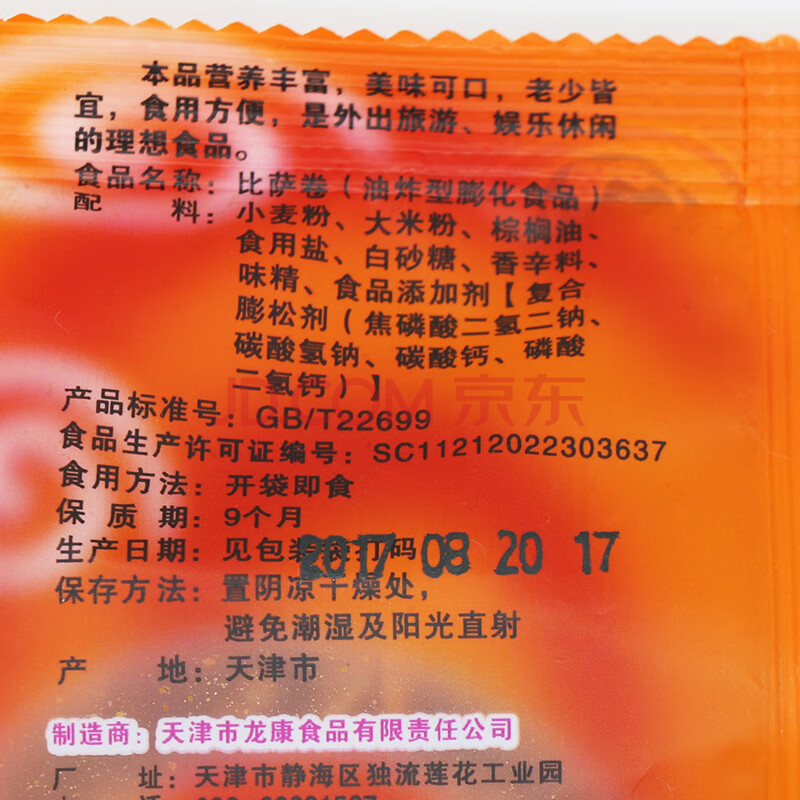 本品营养丰富，美味可口，老少皆
宜，食用方便，是外出旅游、娱乐休闲
的理想食品。
食品名称：比萨卷（油炸型膨化食品）
配 料：小麦粉、大米粉、棕榈油、
食用盐、白砂糖、香辛料、
味精、食品添加剂【复合
膨松剂（焦磷酸二氢二钠、
碳酸氢钠、碳酸钙、磷酸
二氢钙）】
JD.COM 京东
产品标准号：GB/T22699
食品生产许可证编号：SC11212022303637
食用方法：开袋即食
保 质 期：9个月
生产日期：见包装袋打码
2017 08 20 17
保存方法：置阴凉干燥处，
避免潮湿及阳光直射
产 地：天津市
制造商：天津市龙康食品有限责任公司
厂 址：天津市静海区独流莲花工业园